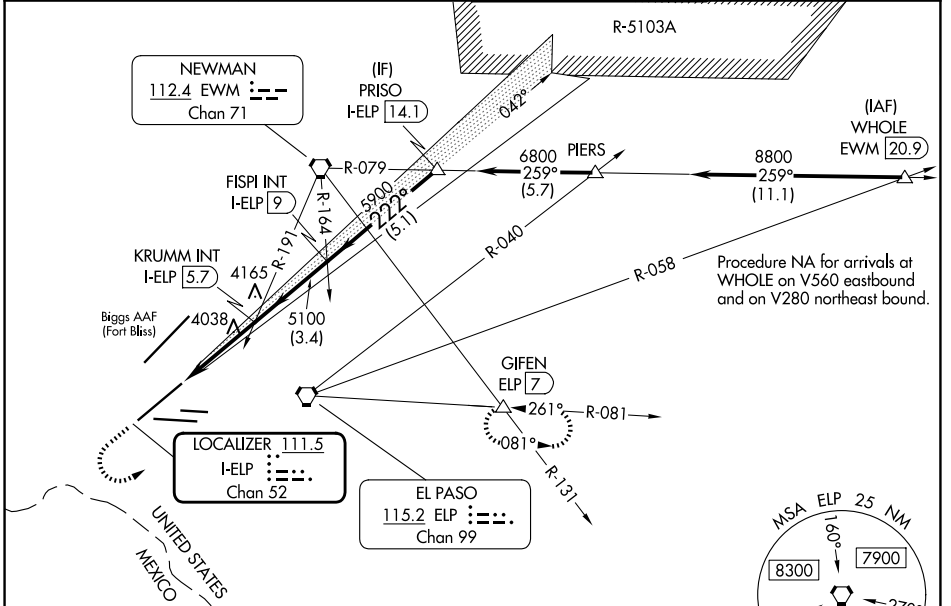 R-5103A
NEWMAN
112.4 EWM
Chan 71
(IF)
PRISO
I-ELP 14.1
042°
(IAF)
WHOLE
EWM 20.9
R-079
6800
259°
(5.7)
PIERS
8800
259°
(11.1)
FISPI INT
I-ELP 9
R-164
R-191
5900
222°
(5.1)
R-040
R-058
KRUMM INT
I-ELP 5.7
4165
4038
5100
(3.4)
Biggs AAF
(Fort Bliss)
Procedure NA for arrivals at
WHOLE on V560 eastbound
and on V280 northeast bound.
GIFEN
ELP 7
261°
R-081
081°
R-131
LOCALIZER 111.5
I-ELP
Chan 52
EL PASO
115.2 ELP
Chan 99
UNITED STATES
MEXICO
MSA ELP 25 NM
160°
8300
7900